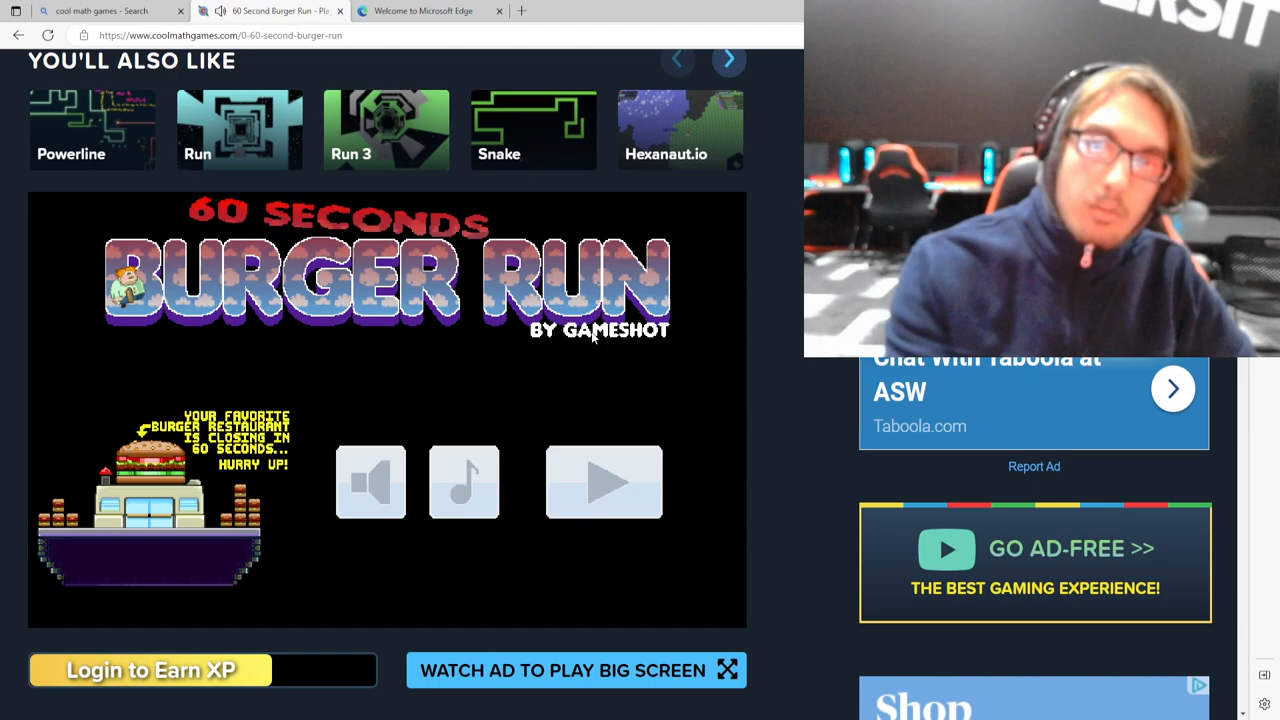 cool math games - Search
60 Second Burger Run - Pla
Welcome to Microsoft Edge
https://www.coolmathgames.com/0-60-second-burger-run
YOU'LL ALSO LIKE
Powerline
Run
Run 3
Snake
Hexanaut.io
60 SECONDS
BURGER RUN
BY GAMESHOT
YOUR FAVORITE
BURGER RESTAURANT
IS CLOSING IN
60 SECONDS...
HURRY UP!
Login to Earn XP
WATCH AD TO PLAY BIG SCREEN
ERSIT
Chat With Taboola at
ASW
Taboola.com
Report Ad
GO AD-FREE >>
THE BEST GAMING EXPERIENCE!
Shop